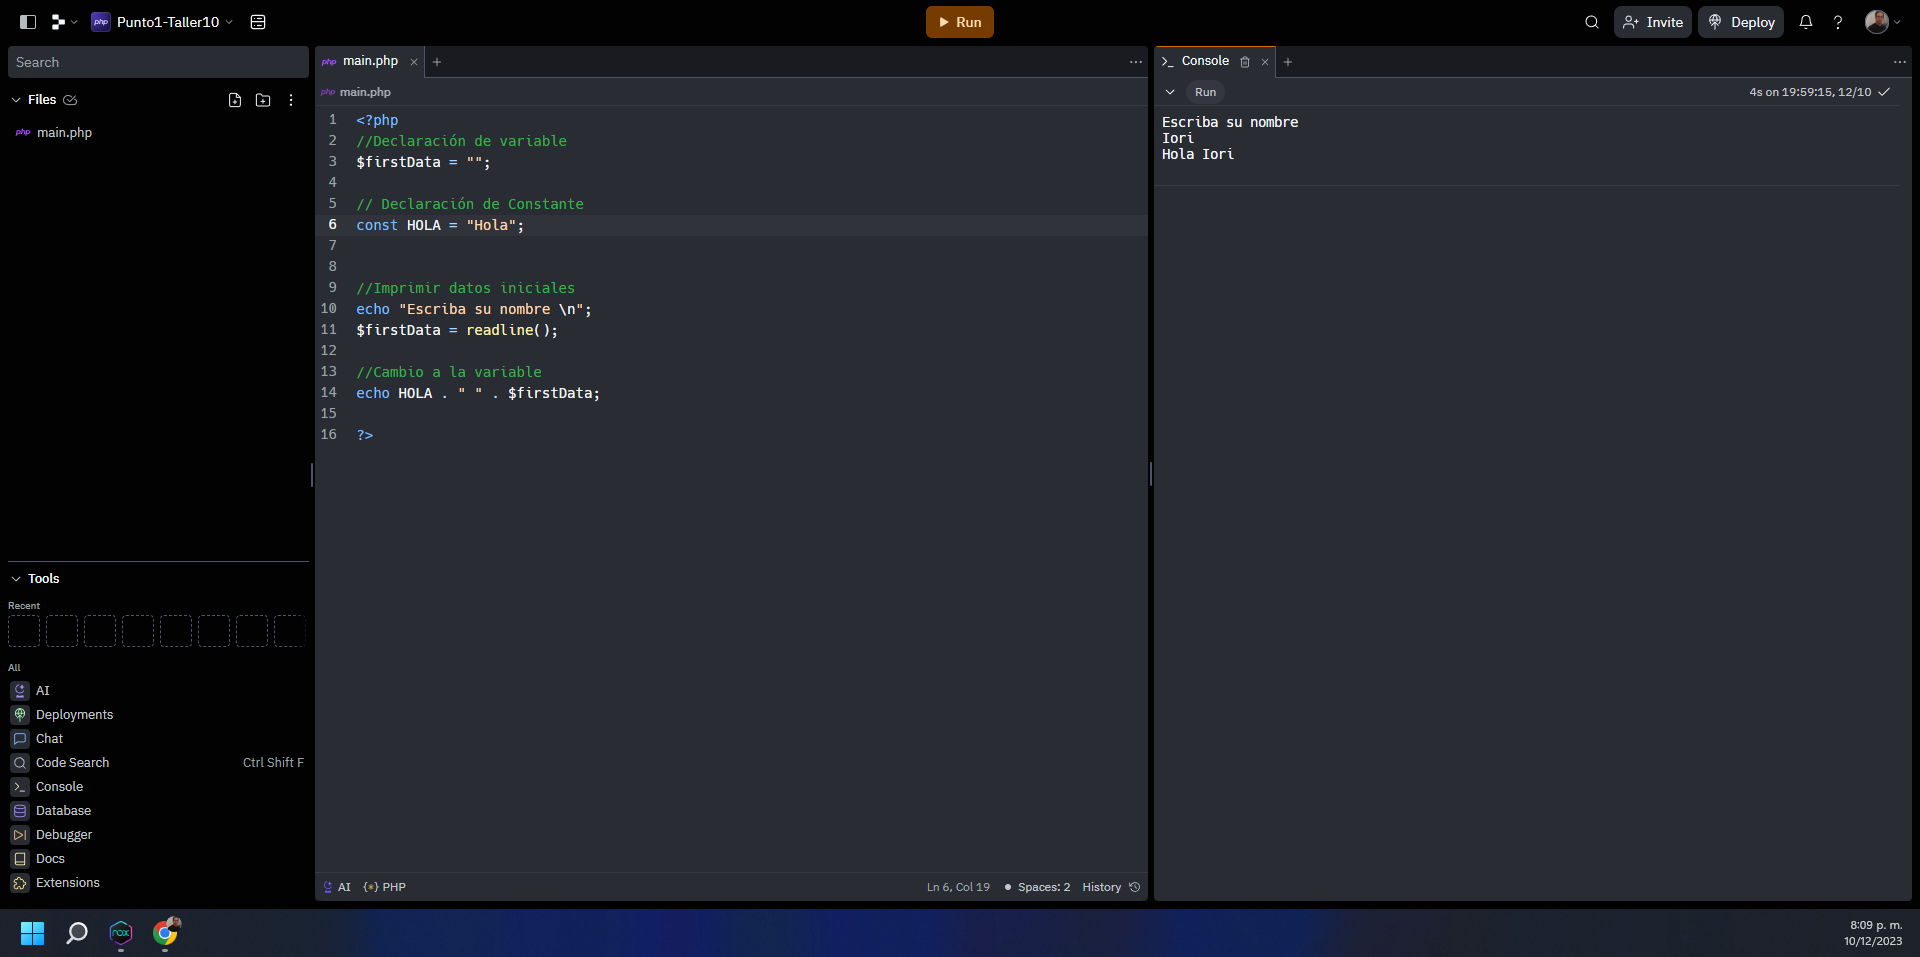 php Punto1-Taller10
Run
Invite
Deploy
Search
Files
php main.php
Tools
Recent
All
AI
Deployments
Chat
Code Search Ctrl Shift F
Console
Database
Debugger
Docs
Extensions
php main.php
php main.php
1 <?php
2 //Declaración de variable
3 $firstData = "";
4
5 // Declaración de Constante
6 const HOLA = "Hola";
7
8
9 //Imprimir datos iniciales
10 echo "Escriba su nombre \n";
11 $firstData = readline();
12
13 //Cambio a la variable
14 echo HOLA . " " . $firstData;
15
16 ?>
AI PHP Ln 6, Col 19 Spaces: 2 History
Console
Run 4s on 19:59:15, 12/10
Escriba su nombre
Iori
Hola Iori
nox
8:09 p. m.
10/12/2023